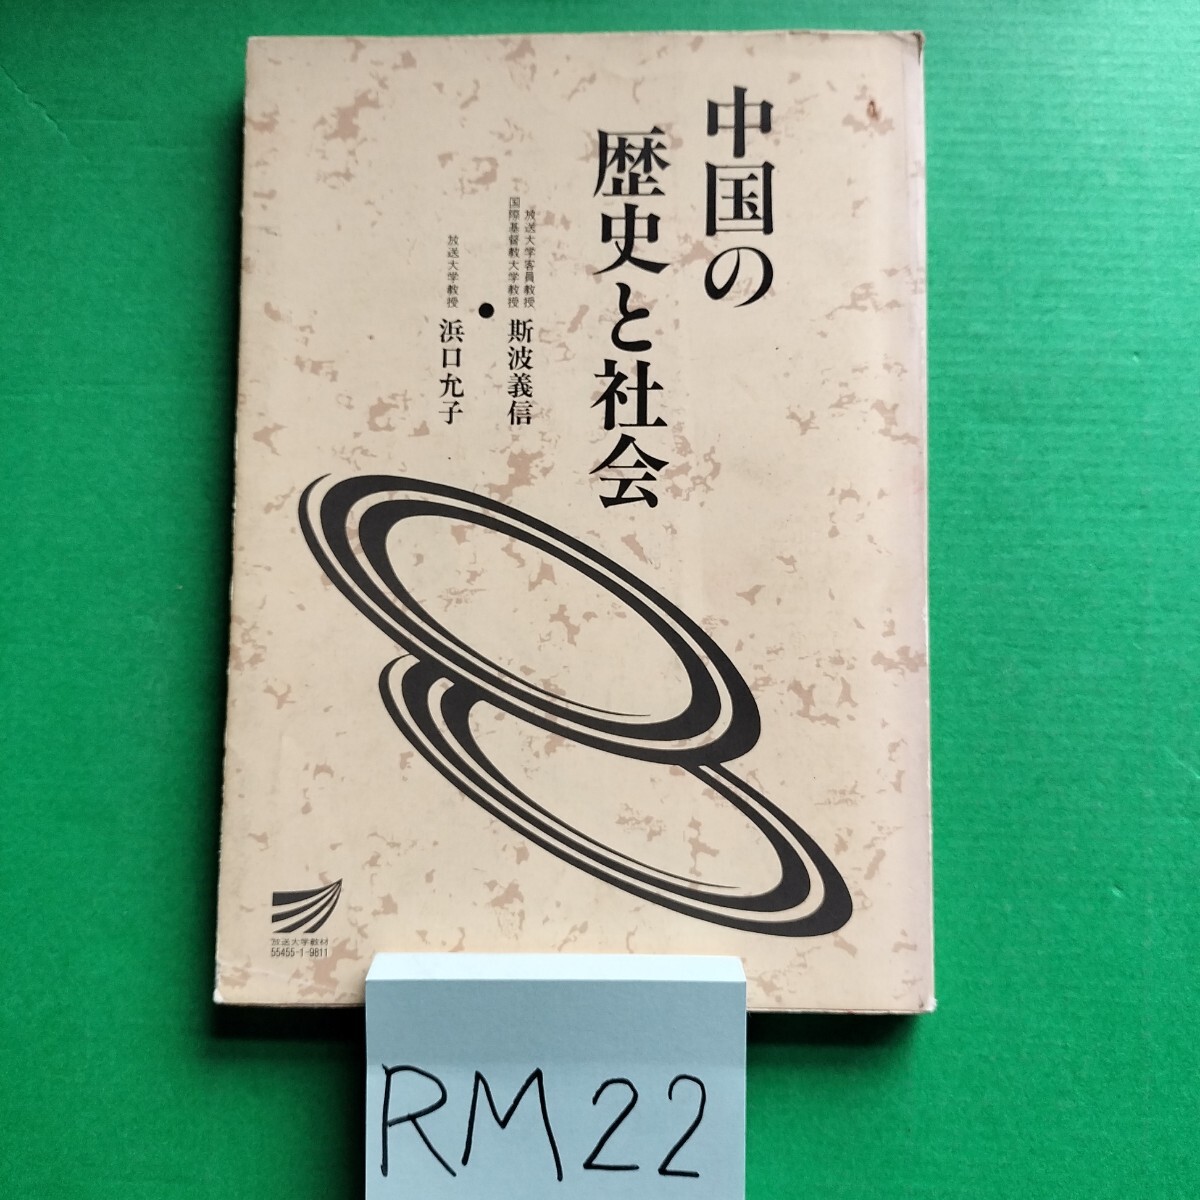 中国の
歴史と社会
放送大学客員教授
国際基督教大学教授
斯波義信
●
放送大学教授
浜口允子
放送大学教材
55455-1-9811
RM22